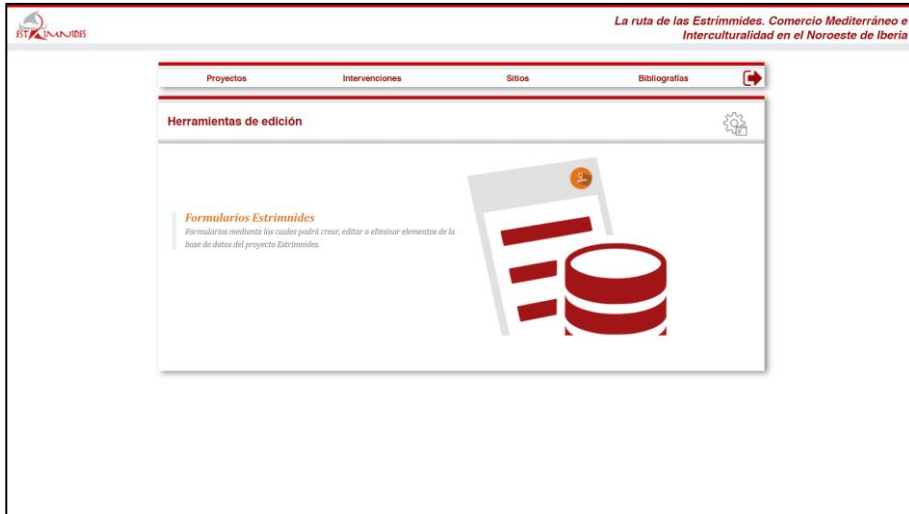 ESTRIMNIDES
La ruta de las Estrímmides. Comercio Mediterráneo e
Interculturalidad en el Noroeste de Iberia
Proyectos Intervenciones Sitios Bibliografías
Herramientas de edición
Formularios Estrimnides
Formularios mediante los cuales podrá crear, editar o eliminar elementos de la
base de datos del proyecto Estrimnides.